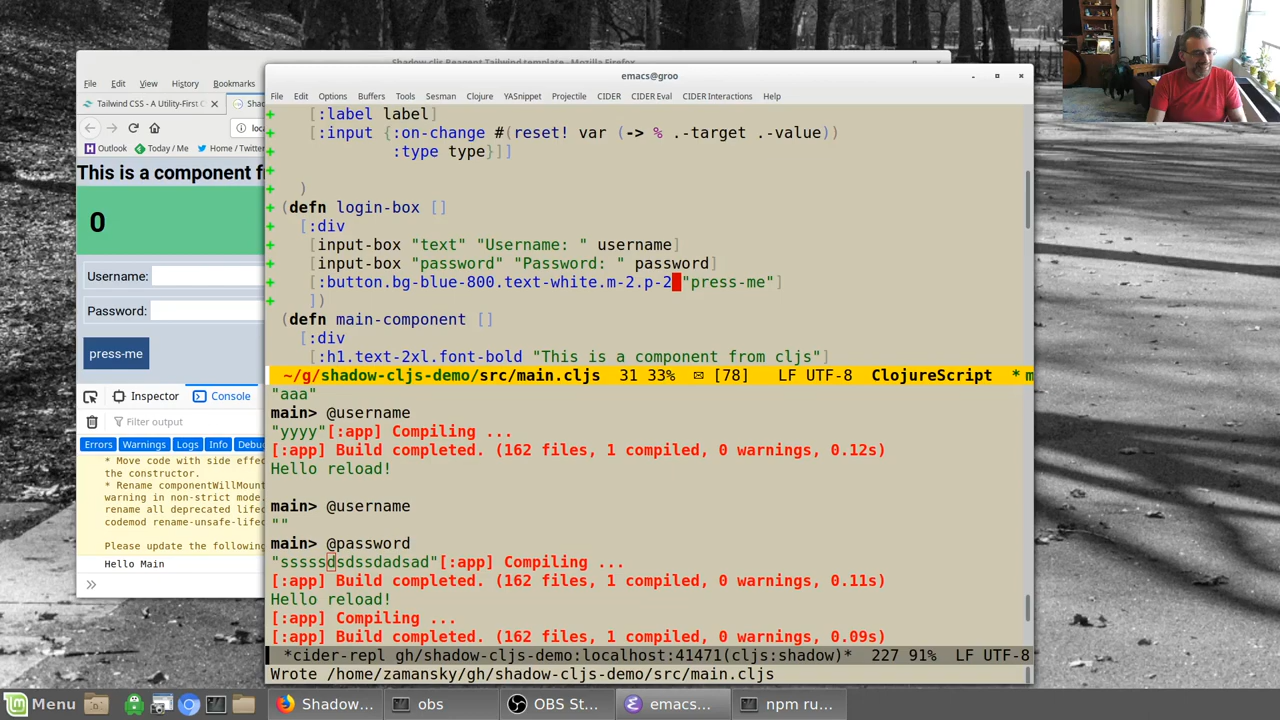 Shadow-cljs Reagent Tailwind template - Mozilla Firefox
emacs@groo
File Edit View History Bookmarks
File Edit Options Buffers Tools Sesman Clojure YASnippet Projectile CIDER CIDER Eval CIDER Interactions Help
Tailwind CSS - A Utility-First C
Sha
loca
Outlook Today / Me Home / Twitter
This is a component f
0
Username:
Password:
press-me
Inspector Console
Filter output
Errors Warnings Logs Info Debu
* Move code with side effec
the constructor.
* Rename componentWillMount
warning in non-strict mode.
rename all deprecated lifec
codemod rename-unsafe-lifec
Please update the following
Hello Main
»
+ [:label label]
+ [:input {:on-change #(reset! var (-> % .-target .-value))
+ :type type}]]
+
+ )
+ (defn login-box []
+ [:div
+ [input-box "text" "Username: " username]
+ [input-box "password" "Password: " password]
+ [:button.bg-blue-800.text-white.m-2.p-2 "press-me"]
+ ])
(defn main-component []
[:div
[:h1.text-2xl.font-bold "This is a component from cljs"]
~/g/shadow-cljs-demo/src/main.cljs 31 33% ✉ [78] LF UTF-8 ClojureScript * m
"aaa"
main> @username
"yyyy"[:app] Compiling ...
[:app] Build completed. (162 files, 1 compiled, 0 warnings, 0.12s)
Hello reload!
main> @username
""
main> @password
"sssssdsdssdadsad"[:app] Compiling ...
[:app] Build completed. (162 files, 1 compiled, 0 warnings, 0.11s)
Hello reload!
[:app] Compiling ...
[:app] Build completed. (162 files, 1 compiled, 0 warnings, 0.09s)
*cider-repl gh/shadow-cljs-demo:localhost:41471(cljs:shadow)* 227 91% LF UTF-8
Wrote /home/zamansky/gh/shadow-cljs-demo/src/main.cljs
Menu Shadow... obs OBS St... emacs... npm ru...